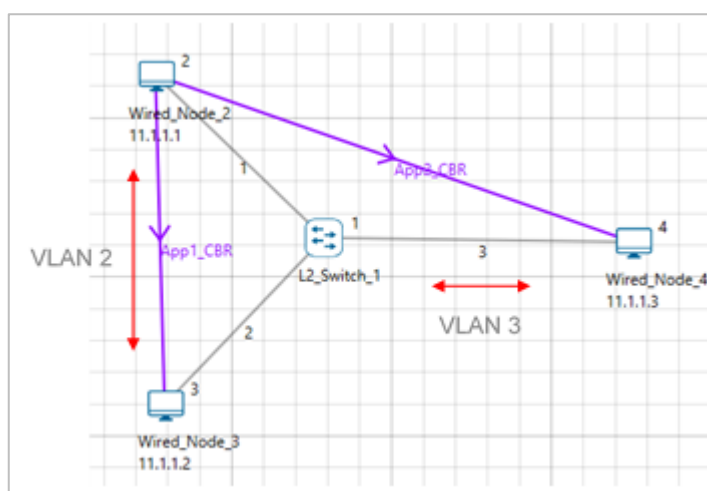 2
Wired_Node_2
11.1.1.1
1
App2_CBR
1
4
VLAN 2
App1_CBR
3
L2_Switch_1
Wired_Node_4
11.1.1.3
VLAN 3
2
3
Wired_Node_3
11.1.1.2